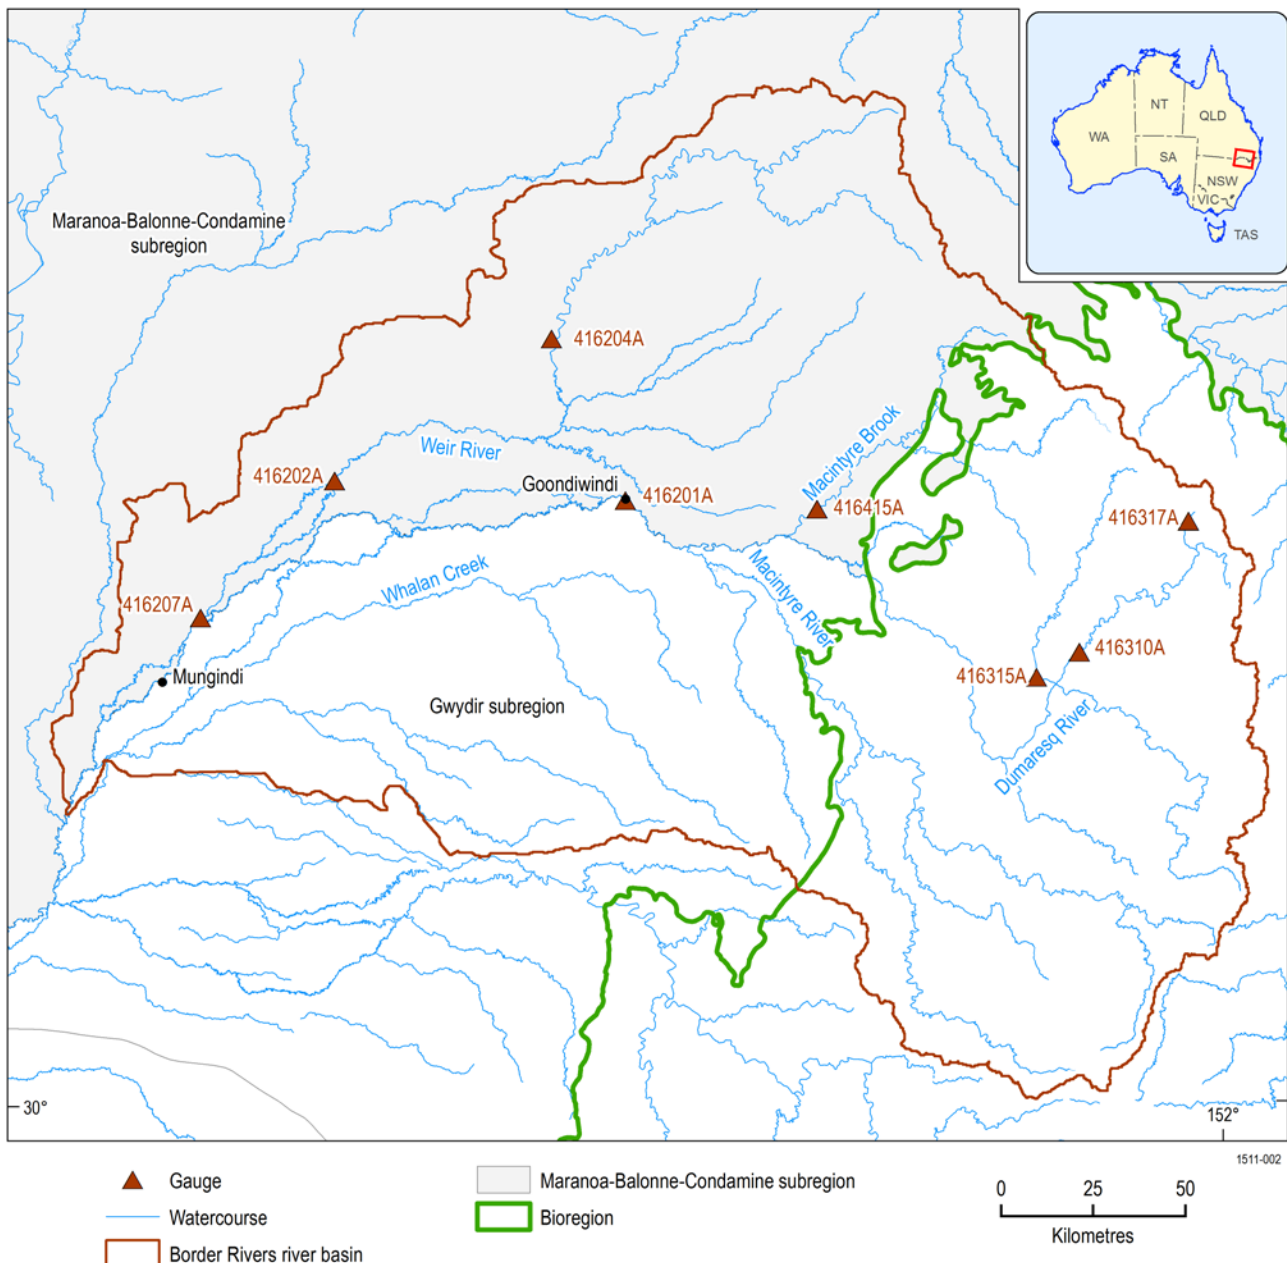 NT
QLD
WA
SA
NSW
VIC
TAS
Maranoa-Balonne-Condamine
subregion
416204A
Macintyre Brook
Weir River
416202A
Goondiwindi
416201A
416415A
416317A
Whalan Creek
Macintyre River
416207A
416310A
Mungindi
416315A
Gwydir subregion
Dumaresq River
30°
152°
1511-002
Gauge
Maranoa-Balonne-Condamine subregion
0 25 50
Watercourse
Bioregion
Kilometres
Border Rivers river basin